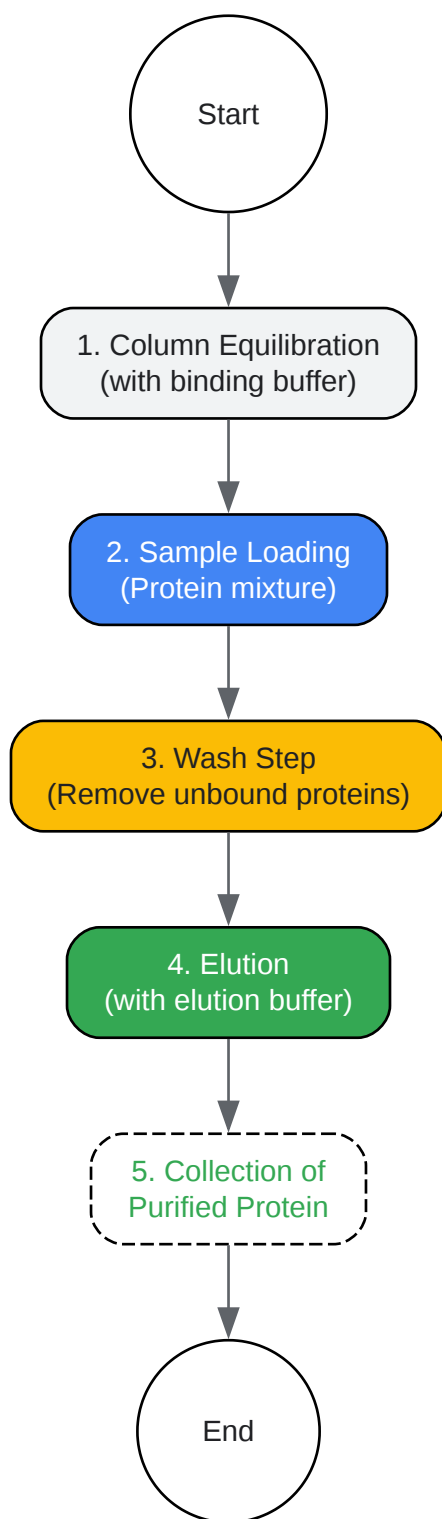 Start
1. Column Equilibration
(with binding buffer)
2. Sample Loading
(Protein mixture)
3. Wash Step
(Remove unbound proteins)
4. Elution
(with elution buffer)
5. Collection of
Purified Protein
End